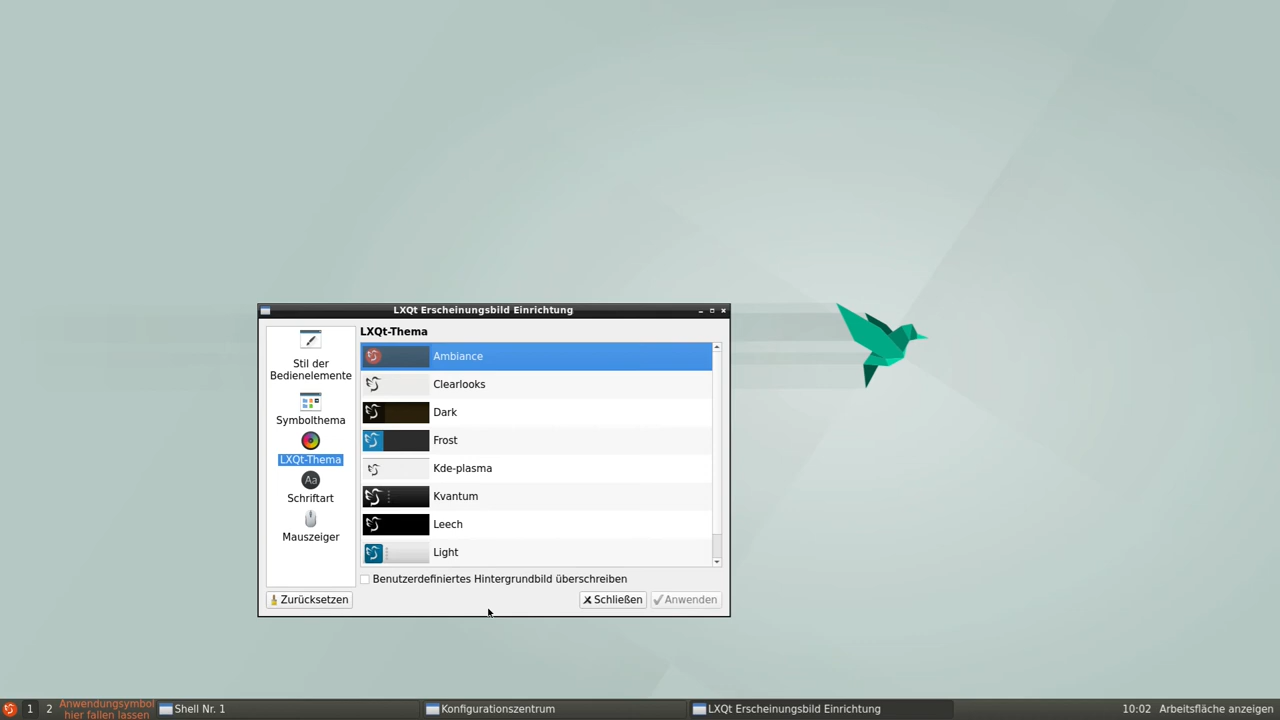 LXQt Erscheinungsbild Einrichtung
Stil der
Bedienelemente
Symbolthema
LXQt-Thema
Aa
Schriftart
Mauszeiger
LXQt-Thema
Ambiance
Clearlooks
Dark
Frost
Kde-plasma
Kvantum
Leech
Light
Benutzerdefiniertes Hintergrundbild überschreiben
Zurücksetzen
Schließen
Anwenden
1
2
Anwendungsymbol
hier fallen lassen
Shell Nr. 1
Konfigurationszentrum
LXQt Erscheinungsbild Einrichtung
10:02
Arbeitsfläche anzeigen